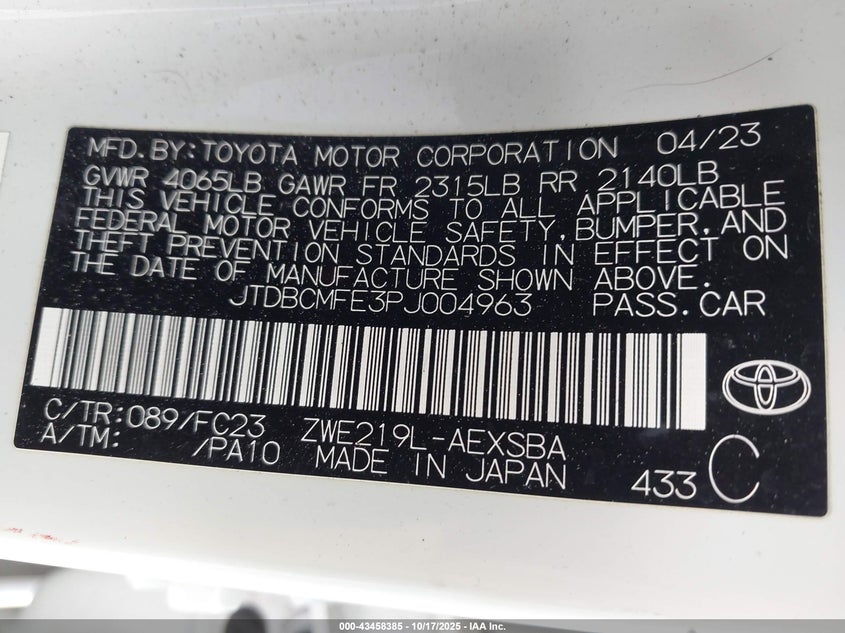 MFD.BY:TOYOTA MOTOR CORPORATION 04/23
GVWR 4065LB GAWR FR 2315LB RR 2140LB
THIS VEHICLE CONFORMS TO ALL APPLICABLE
FEDERAL MOTOR VEHICLE SAFETY,BUMPER,AND
THEFT PREVENTION STANDARDS IN EFFECT ON
THE DATE OF MANUFACTURE SHOWN ABOVE.
JTDBCMFE3PJ004963 PASS.CAR
C/TR:089/FC23 ZWE219L-AEXSBA
A/TM: /PA10 MADE IN JAPAN
433 C
000-43458385 | 10/17/2025 | IAA Inc.